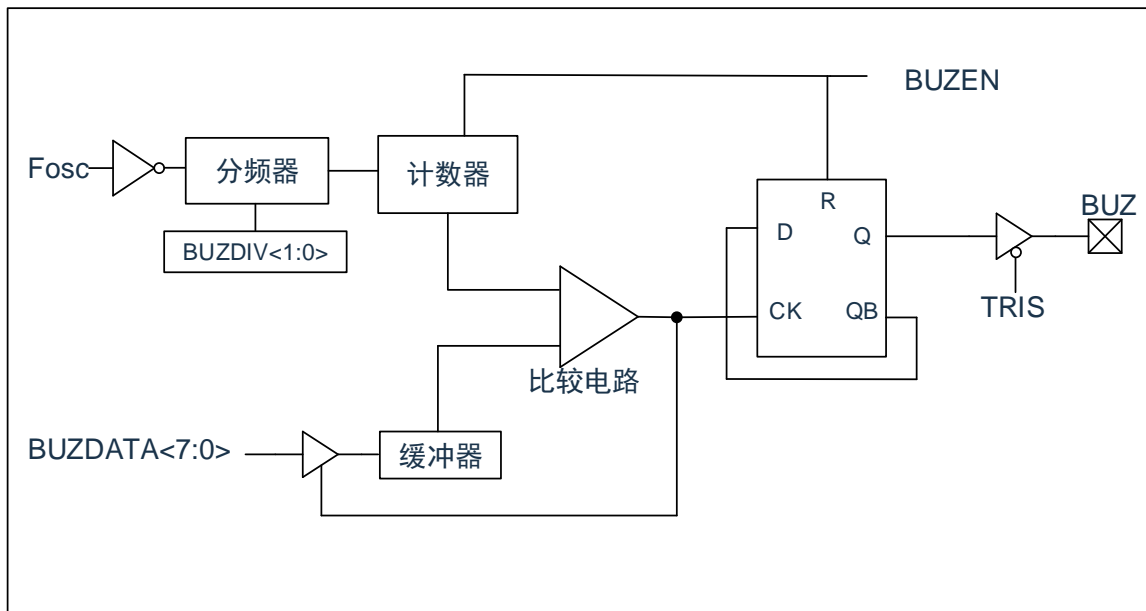 BUZEN
Fosc
分频器
计数器
BUZDIV<1:0>
R
D
Q
BUZ
CK
QB
TRIS
比较电路
BUZDATA<7:0>
缓冲器